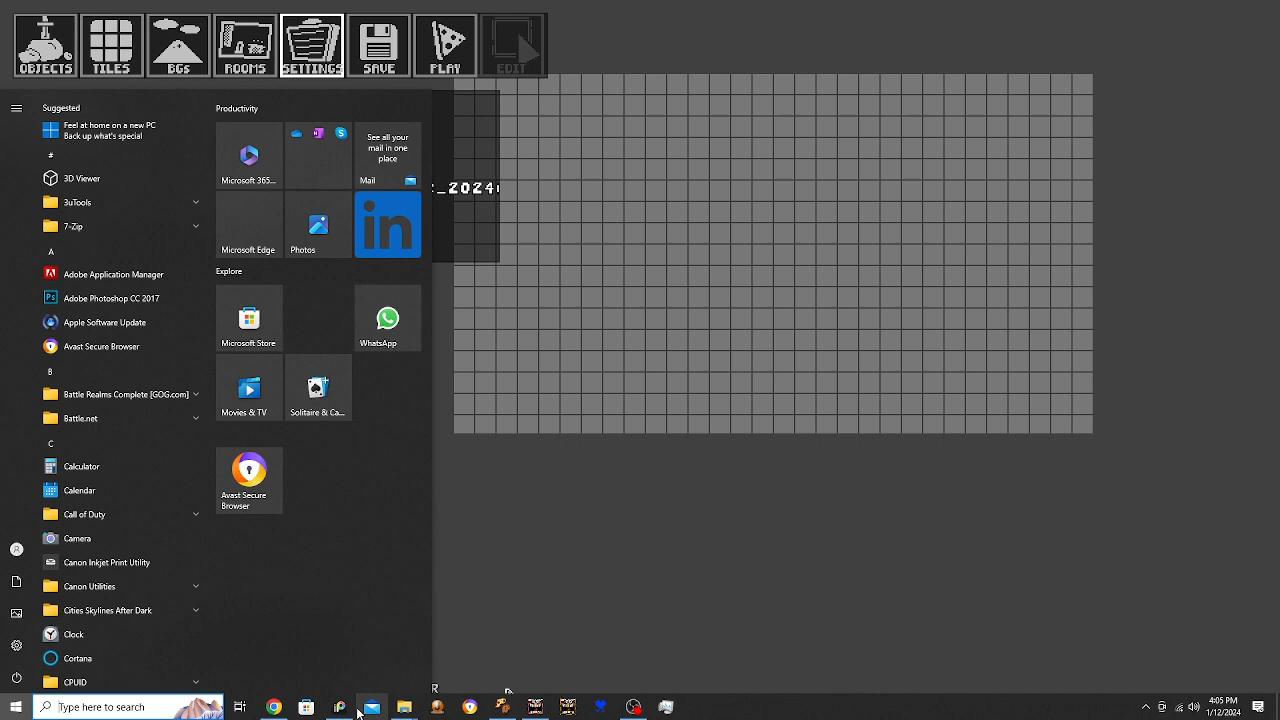 OBJECTS TILES BGs ROOMS SETTINGS SAVE PLAY EDIT
Suggested
Feel at home on a new PC
Back up what's special
#
3D Viewer
3uTools
7-Zip
A
Adobe Application Manager
Adobe Photoshop CC 2017
Apple Software Update
Avast Secure Browser
B
Battle Realms Complete [GOG.com]
Battle.net
C
Calculator
Calendar
Call of Duty
Camera
Canon Inkjet Print Utility
Canon Utilities
Cities Skylines After Dark
Clock
Cortana
CPUID
Productivity
Microsoft 365...
See all your
mail in one
place
Mail
Microsoft Edge
Photos
in
Explore
Microsoft Store
WhatsApp
Movies & TV
Solitaire & Ca...
Avast Secure
Browser
_2024
R
Type here to search
4:05 PM
1/12/2024